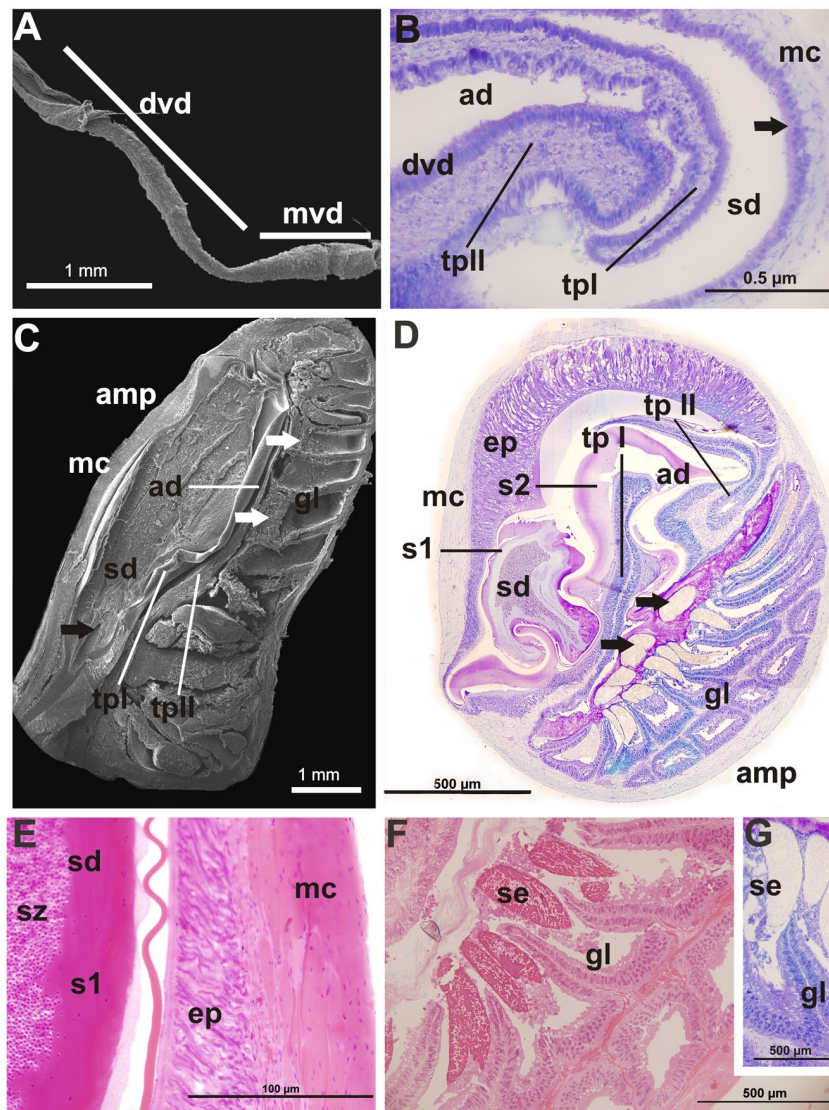 A
dvd
mvd
1 mm
B
mc
ad
dvd
sd
tpII
tpI
0.5 µm
C
amp
mc
ad
gl
sd
tpI
tpII
1 mm
D
tp II
ep
tp I
ad
s2
mc
s1
sd
gl
amp
500 µm
E
sd
mc
sz
s1
ep
100 µm
F
se
gl
500 µm
G
se
gl
500 µm